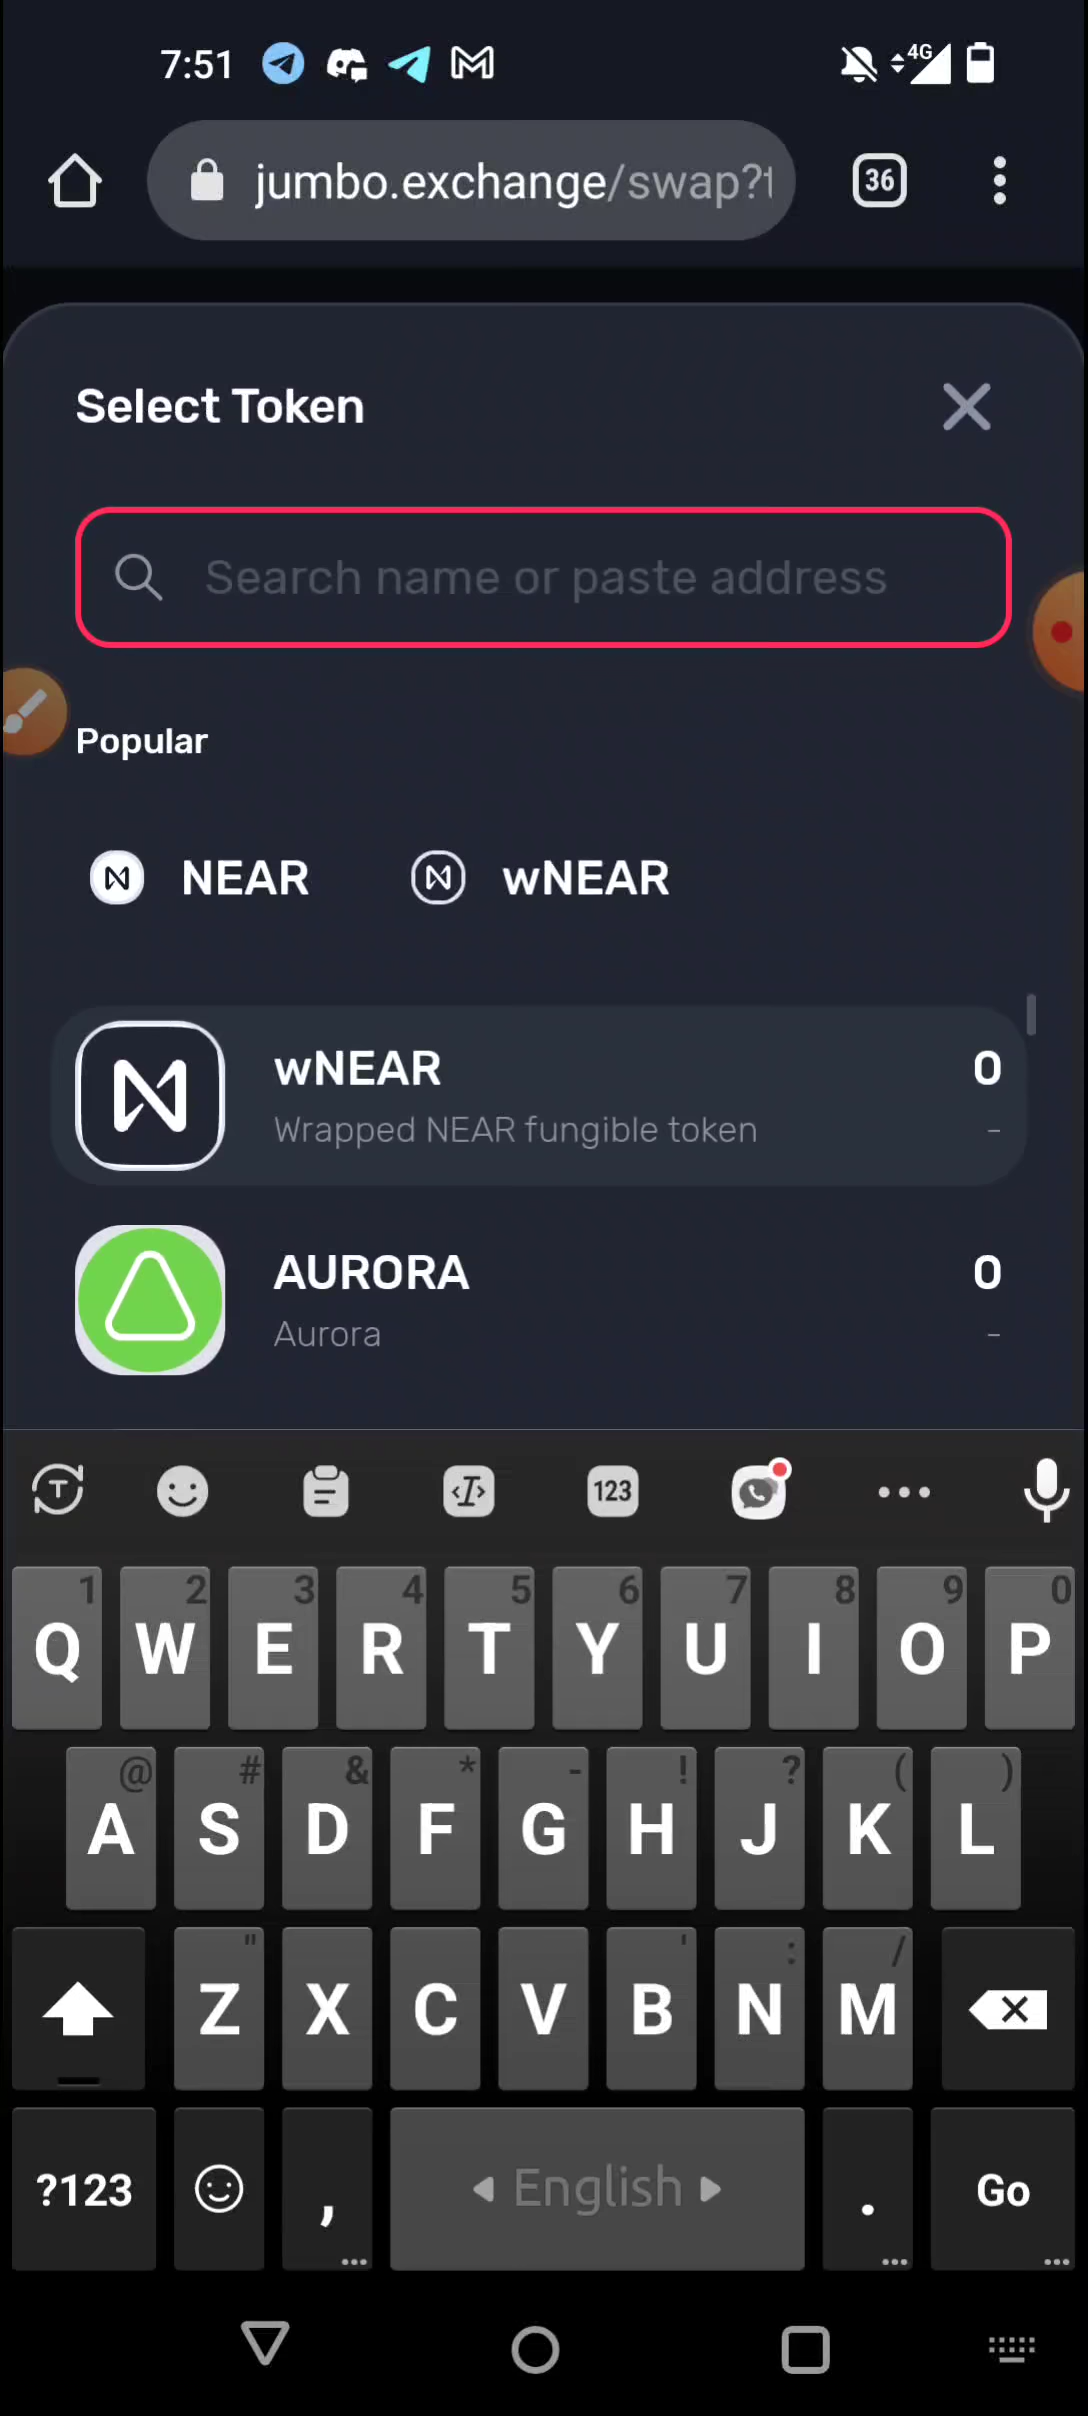 7:51 4G
jumbo.exchange/swap?t 36
Select Token
Search name or paste address
Popular
NEAR wNEAR
wNEAR 0
Wrapped NEAR fungible token -
AURORA 0
Aurora -
T 123
1 2 3 4 5 6 7 8 9 0
Q W E R T Y U I O P
@ # & * - ! ? ( )
A S D F G H J K L
" ' : /
Z X C V B N M
?123 , English . Go